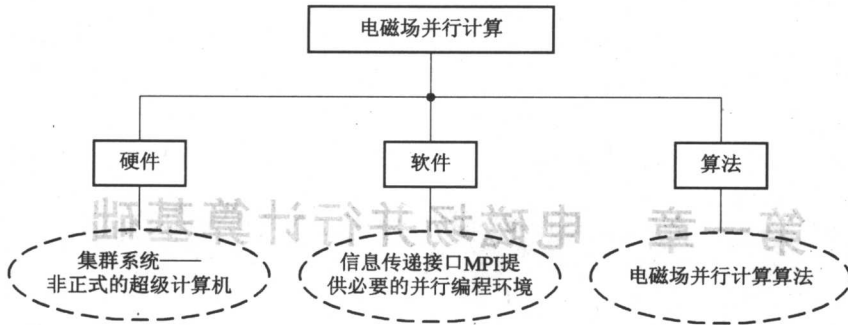 电磁场并行计算
硬件
软件
算法
第一章 电磁场并行计算基础
集群系统——
非正式的超级计算机
信息传递接口MPI提
供必要的并行编程环境
电磁场并行计算算法